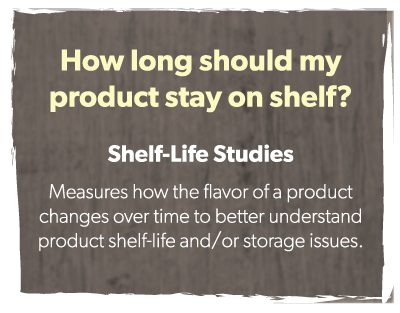 How long should my
product stay on shelf?
Shelf-Life Studies
Measures how the flavor of a product
changes over time to better understand
product shelf-life and/or storage issues.